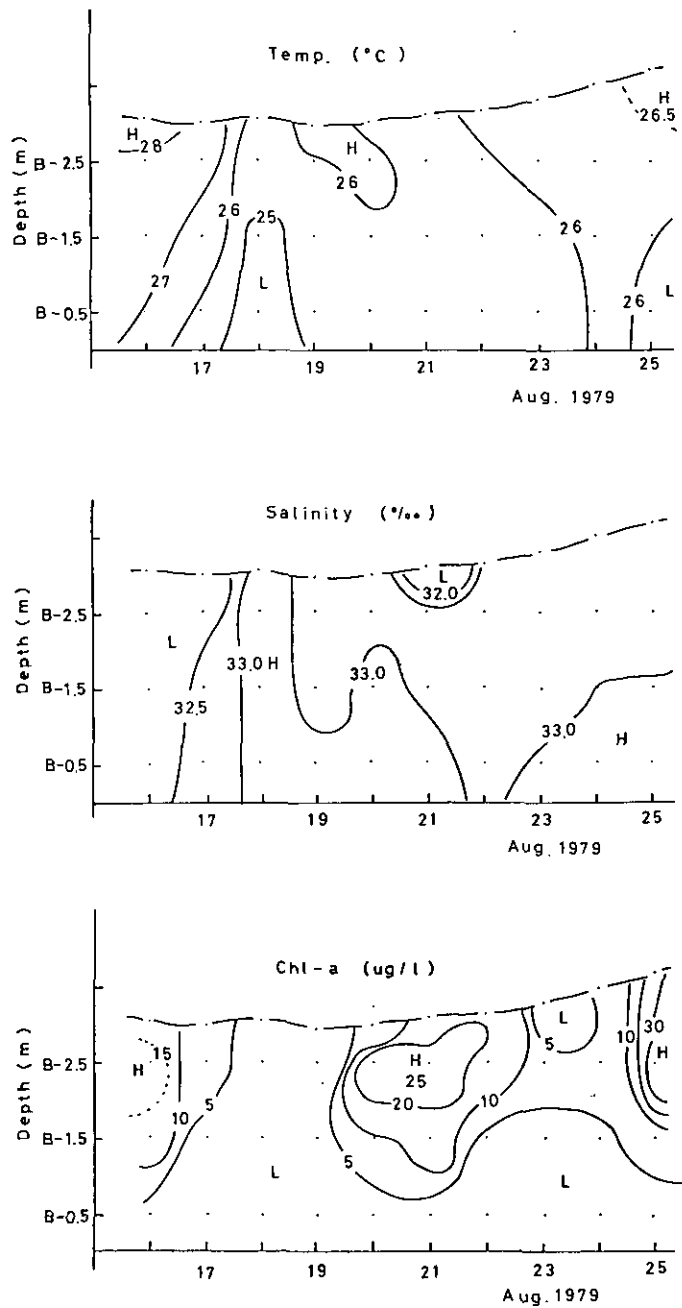 Temp. (°C)
H
26.5
H
28
H
B-2.5
26
26
25
26
B-1.5
27
L
L
26
B-0.5
Depth (m)
17 19 21 23 25
Aug. 1979
Salinity (‰)
L
32.0
B-2.5
L
33.0 H
33.0
B-1.5
32.5
33.0
H
B-0.5
Depth (m)
17 19 21 23 25
Aug. 1979
Chl-a (ug/l)
L
30
15
5
10
H
H
H
B-2.5
25
5
20
10
10
B-1.5
5
L
L
B-0.5
Depth (m)
17 19 21 23 25
Aug. 1979